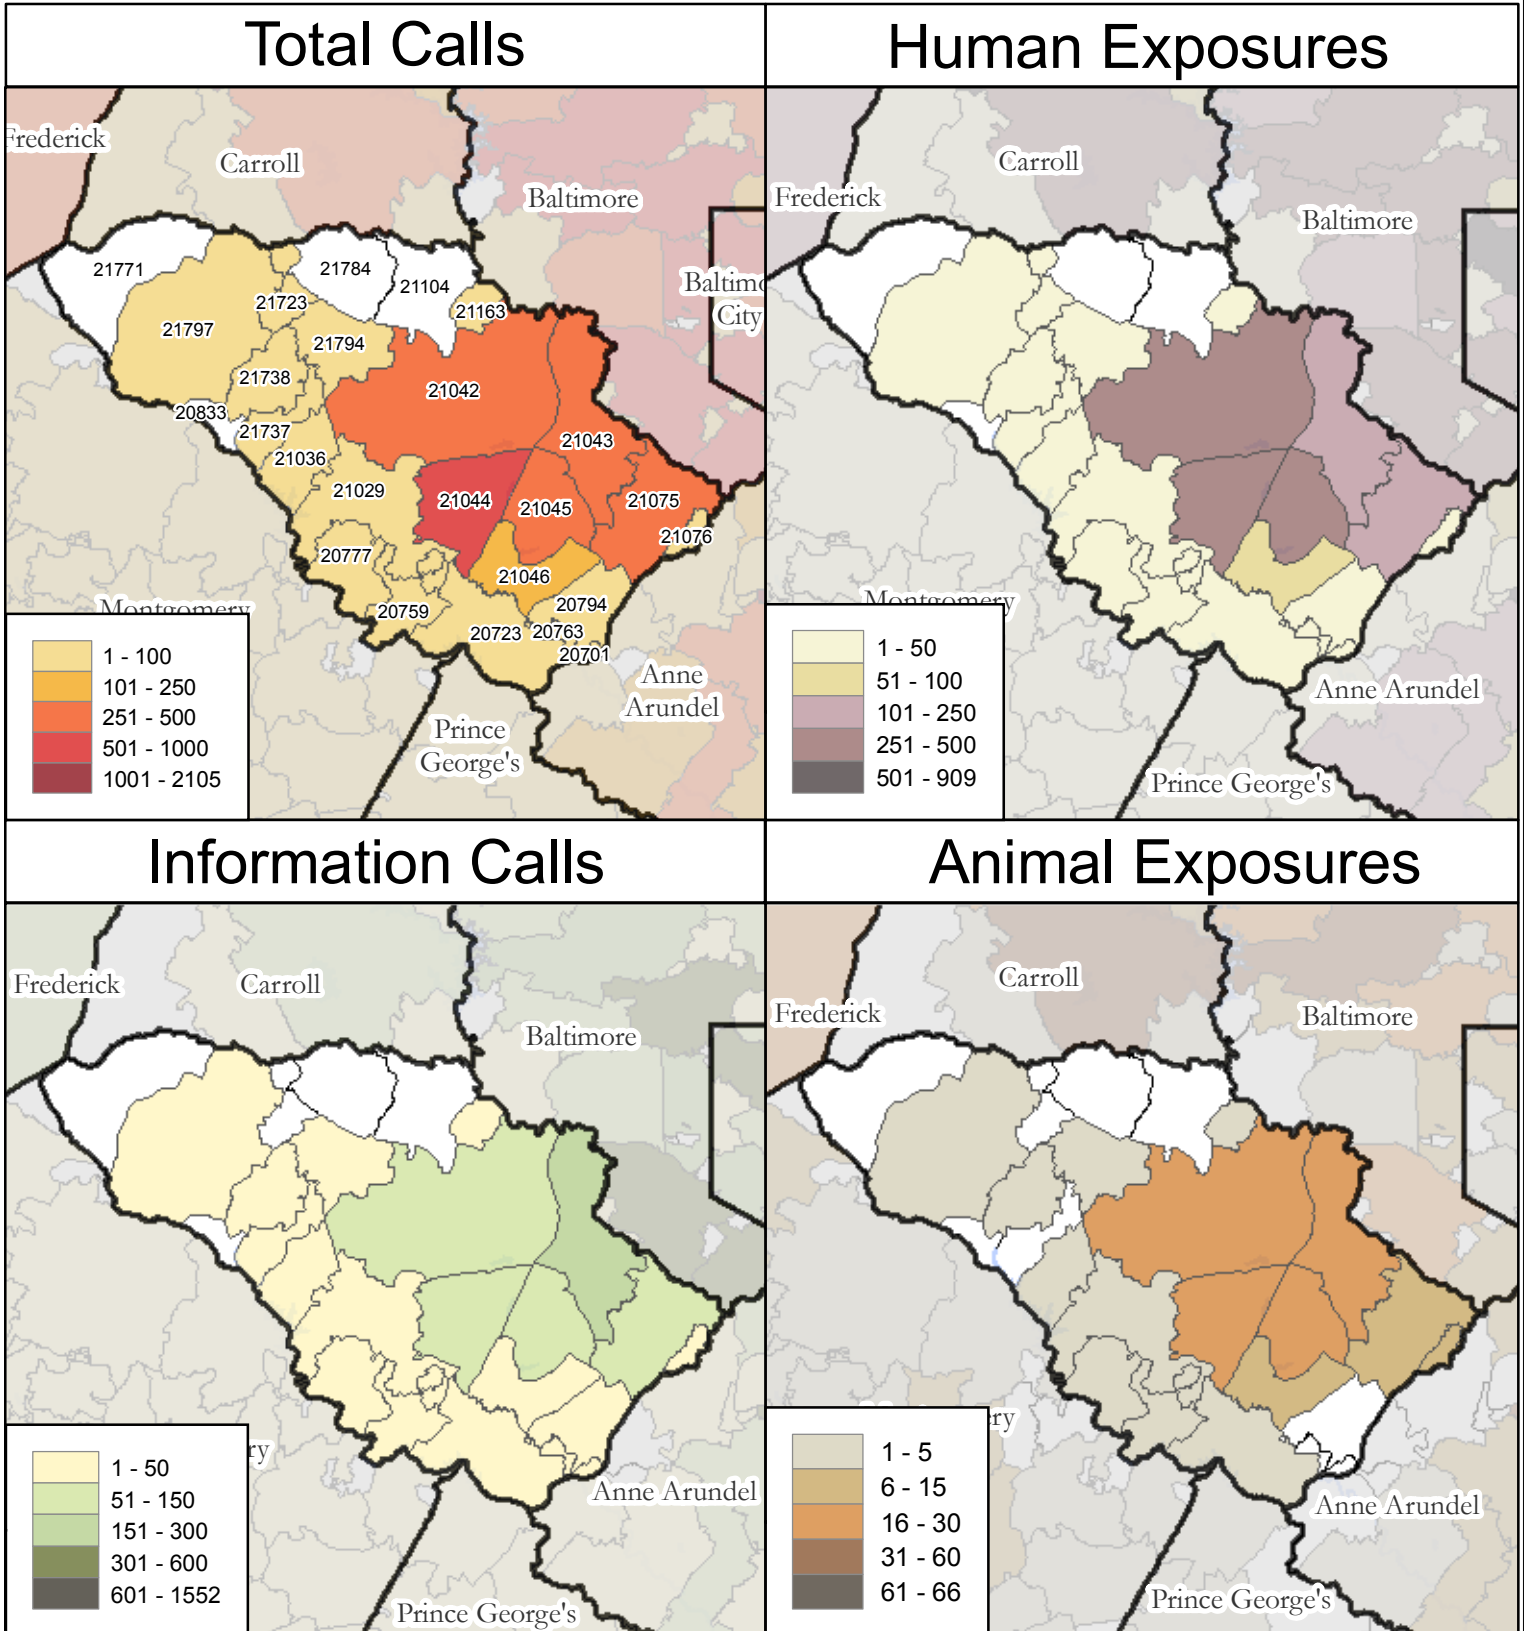 Total Calls
Human Exposures
Frederick
Carroll
Baltimore
21771
21784
21104
Baltimo
City
21723
21163
21797
21794
21738
21042
20833
21737
21043
21036
21029
21044
21045
21075
21076
20777
21046
20794
Montgomery
20759
20723
20763
20701
1 - 100
101 - 250
251 - 500
501 - 1000
1001 - 2105
Anne
Arundel
Prince
George's
Carroll
Frederick
Baltimore
Montgomery
1 - 50
51 - 100
101 - 250
251 - 500
501 - 909
Anne Arundel
Prince George's
Information Calls
Animal Exposures
Frederick
Carroll
Baltimore
ry
1 - 50
51 - 150
151 - 300
301 - 600
601 - 1552
Anne Arundel
Prince George's
Carroll
Frederick
Baltimore
ery
1 - 5
6 - 15
16 - 30
31 - 60
61 - 66
Anne Arundel
Prince George's